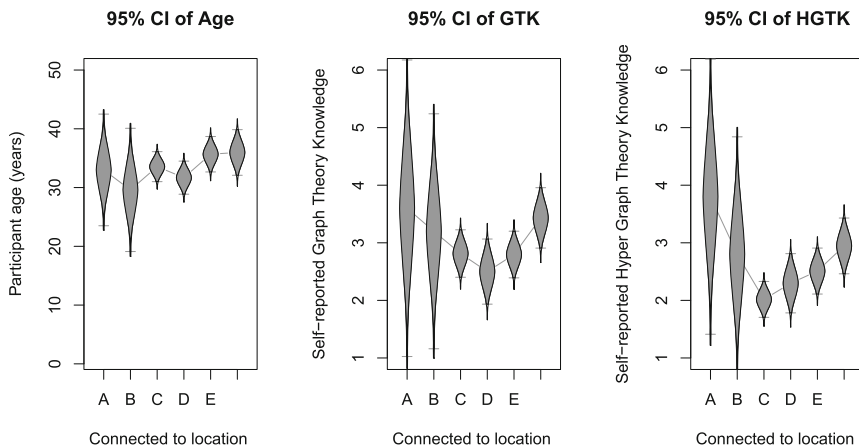 95% CI of Age
95% CI of GTK
95% CI of HGTK
Participant age (years)
50
40
30
20
10
0
A B C D E
Connected to location
Self−reported Graph Theory Knowledge
6
5
4
3
2
1
A B C D E
Connected to location
Self−reported Hyper Graph Theory Knowledge
6
5
4
3
2
1
A B C D E
Connected to location